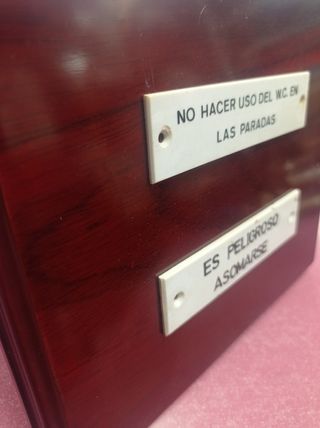 NO HACER USO DEL W.C. EN
LAS PARADAS
ES PELIGROSO
ASOMARSE